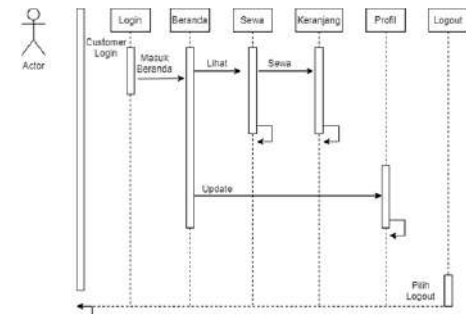 Login
Beranda
Sewa
Keranjang
Profil
Logout
Actor
Customer
Login
Masuk
Beranda
Lihat
Sewa
Update
Pilih
Logout